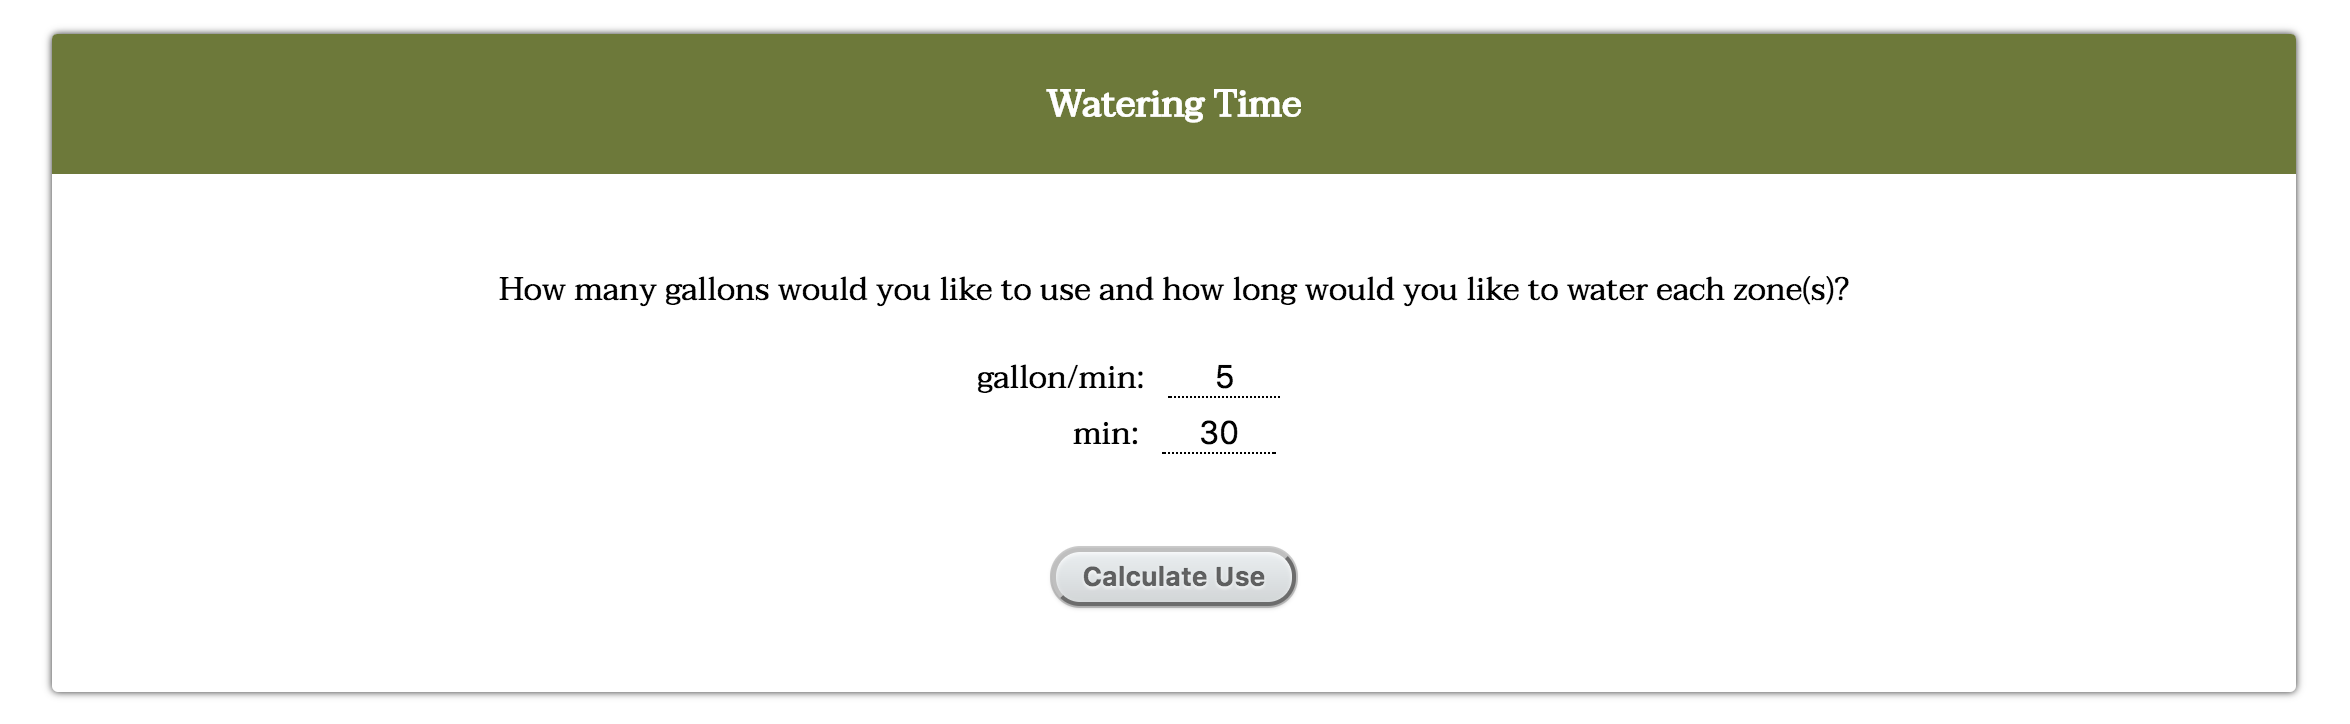 Watering Time
How many gallons would you like to use and how long would you like to water each zone(s)?
gallon/min: 5
min: 30
Calculate Use